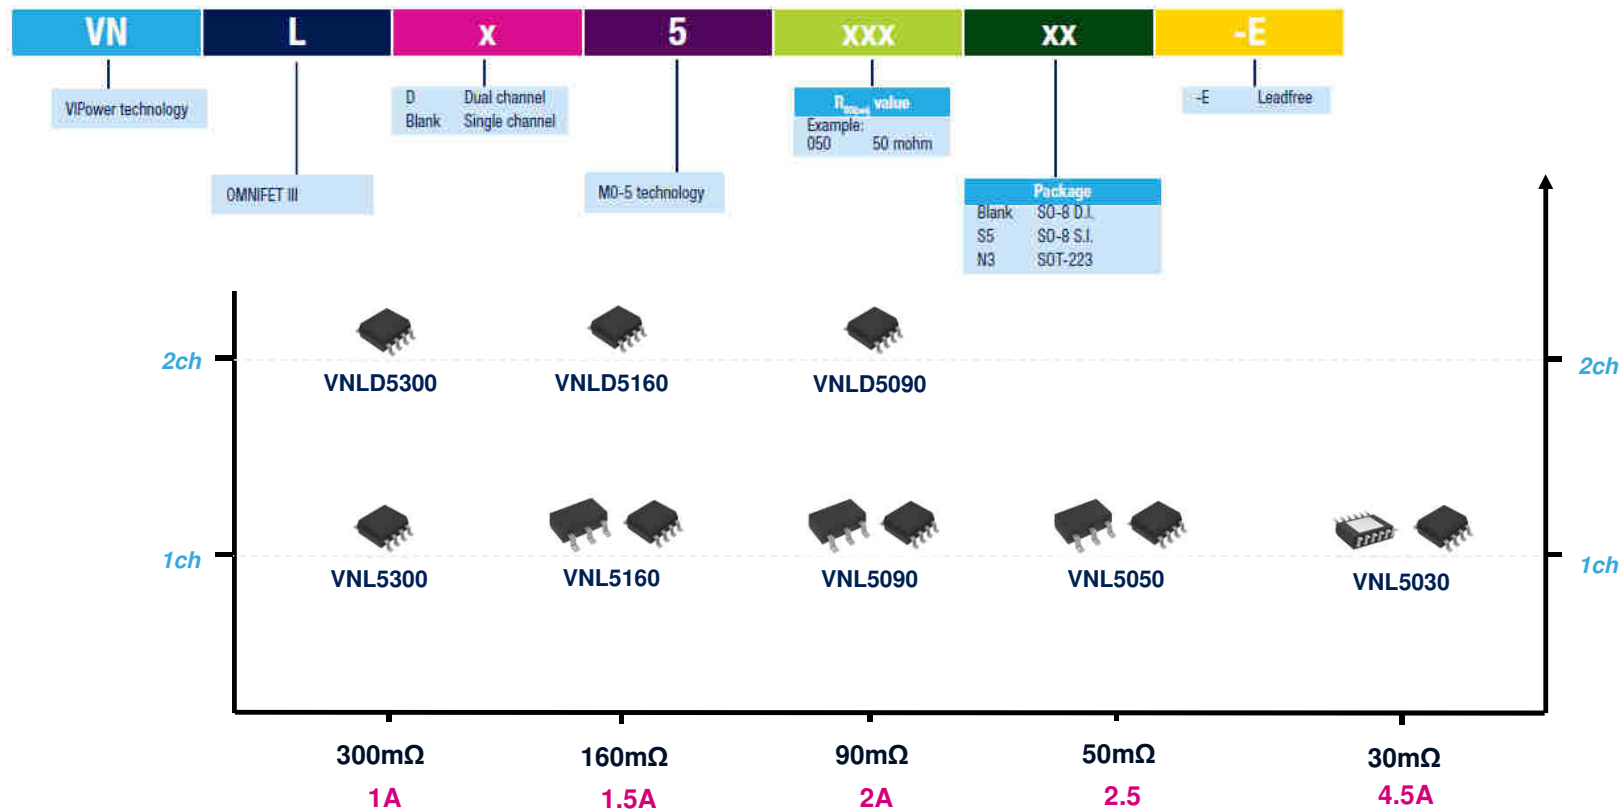 VN L x 5 xxx xx -E
VIPower technology
D Dual channel
Blank Single channel
value
Example:
050 50 mohm
-E Leadfree
OMNIFET III
M0-5 technology
Package
Blank SO-8 D.I.
S5 SO-8 S.I.
N3 SOT-223
2ch
2ch
VNLD5300 VNLD5160 VNLD5090
1ch
1ch
VNL5300 VNL5160 VNL5090 VNL5050 VNL5030
300mΩ 160mΩ 90mΩ 50mΩ 30mΩ
1A 1.5A 2A 2.5 4.5A